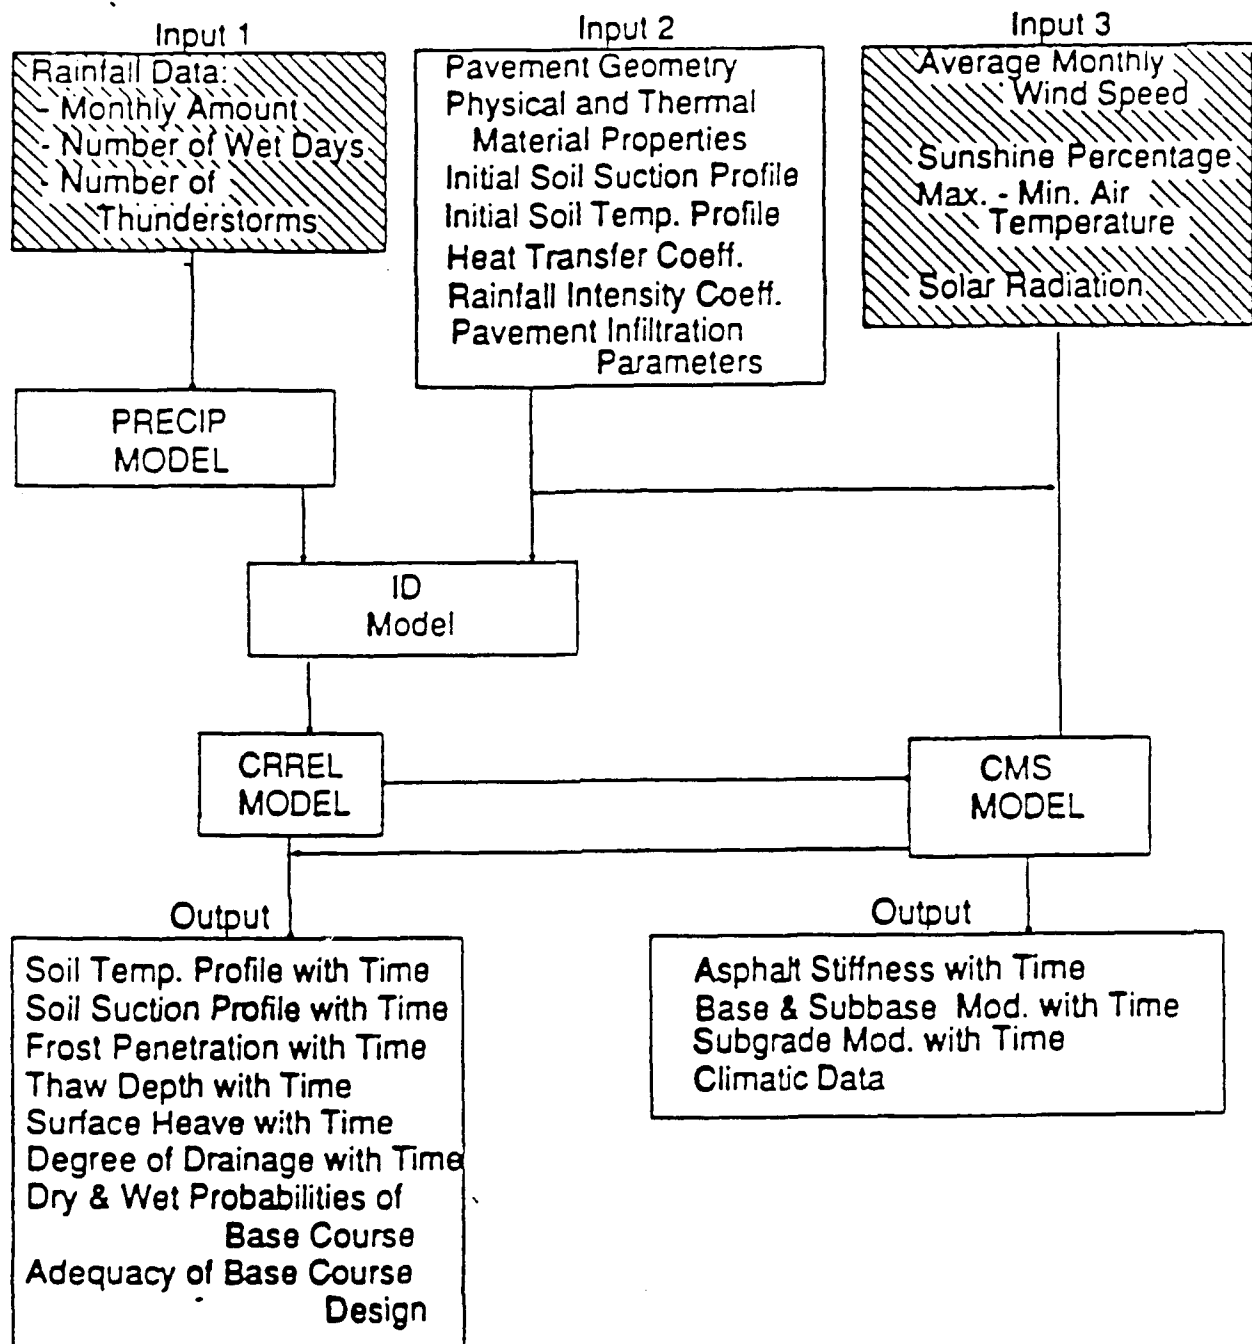 Input 1
Rainfall Data:
- Monthly Amount
- Number of Wet Days
- Number of
Thunderstorms
Input 2
Pavement Geometry
Physical and Thermal
Material Properties
Initial Soil Suction Profile
Initial Soil Temp. Profile
Heat Transfer Coeff.
Rainfall Intensity Coeff.
Pavement Infiltration
Parameters
Input 3
Average Monthly
Wind Speed
Sunshine Percentage
Max. - Min. Air
Temperature
Solar Radiation
PRECIP
MODEL
ID
Model
CRREL
MODEL
CMS
MODEL
Output
Soil Temp. Profile with Time
Soil Suction Profile with Time
Frost Penetration with Time
Thaw Depth with Time
Surface Heave with Time
Degree of Drainage with Time
Dry & Wet Probabilities of
Base Course
Adequacy of Base Course
Design
Output
Asphalt Stiffness with Time
Base & Subbase Mod. with Time
Subgrade Mod. with Time
Climatic Data